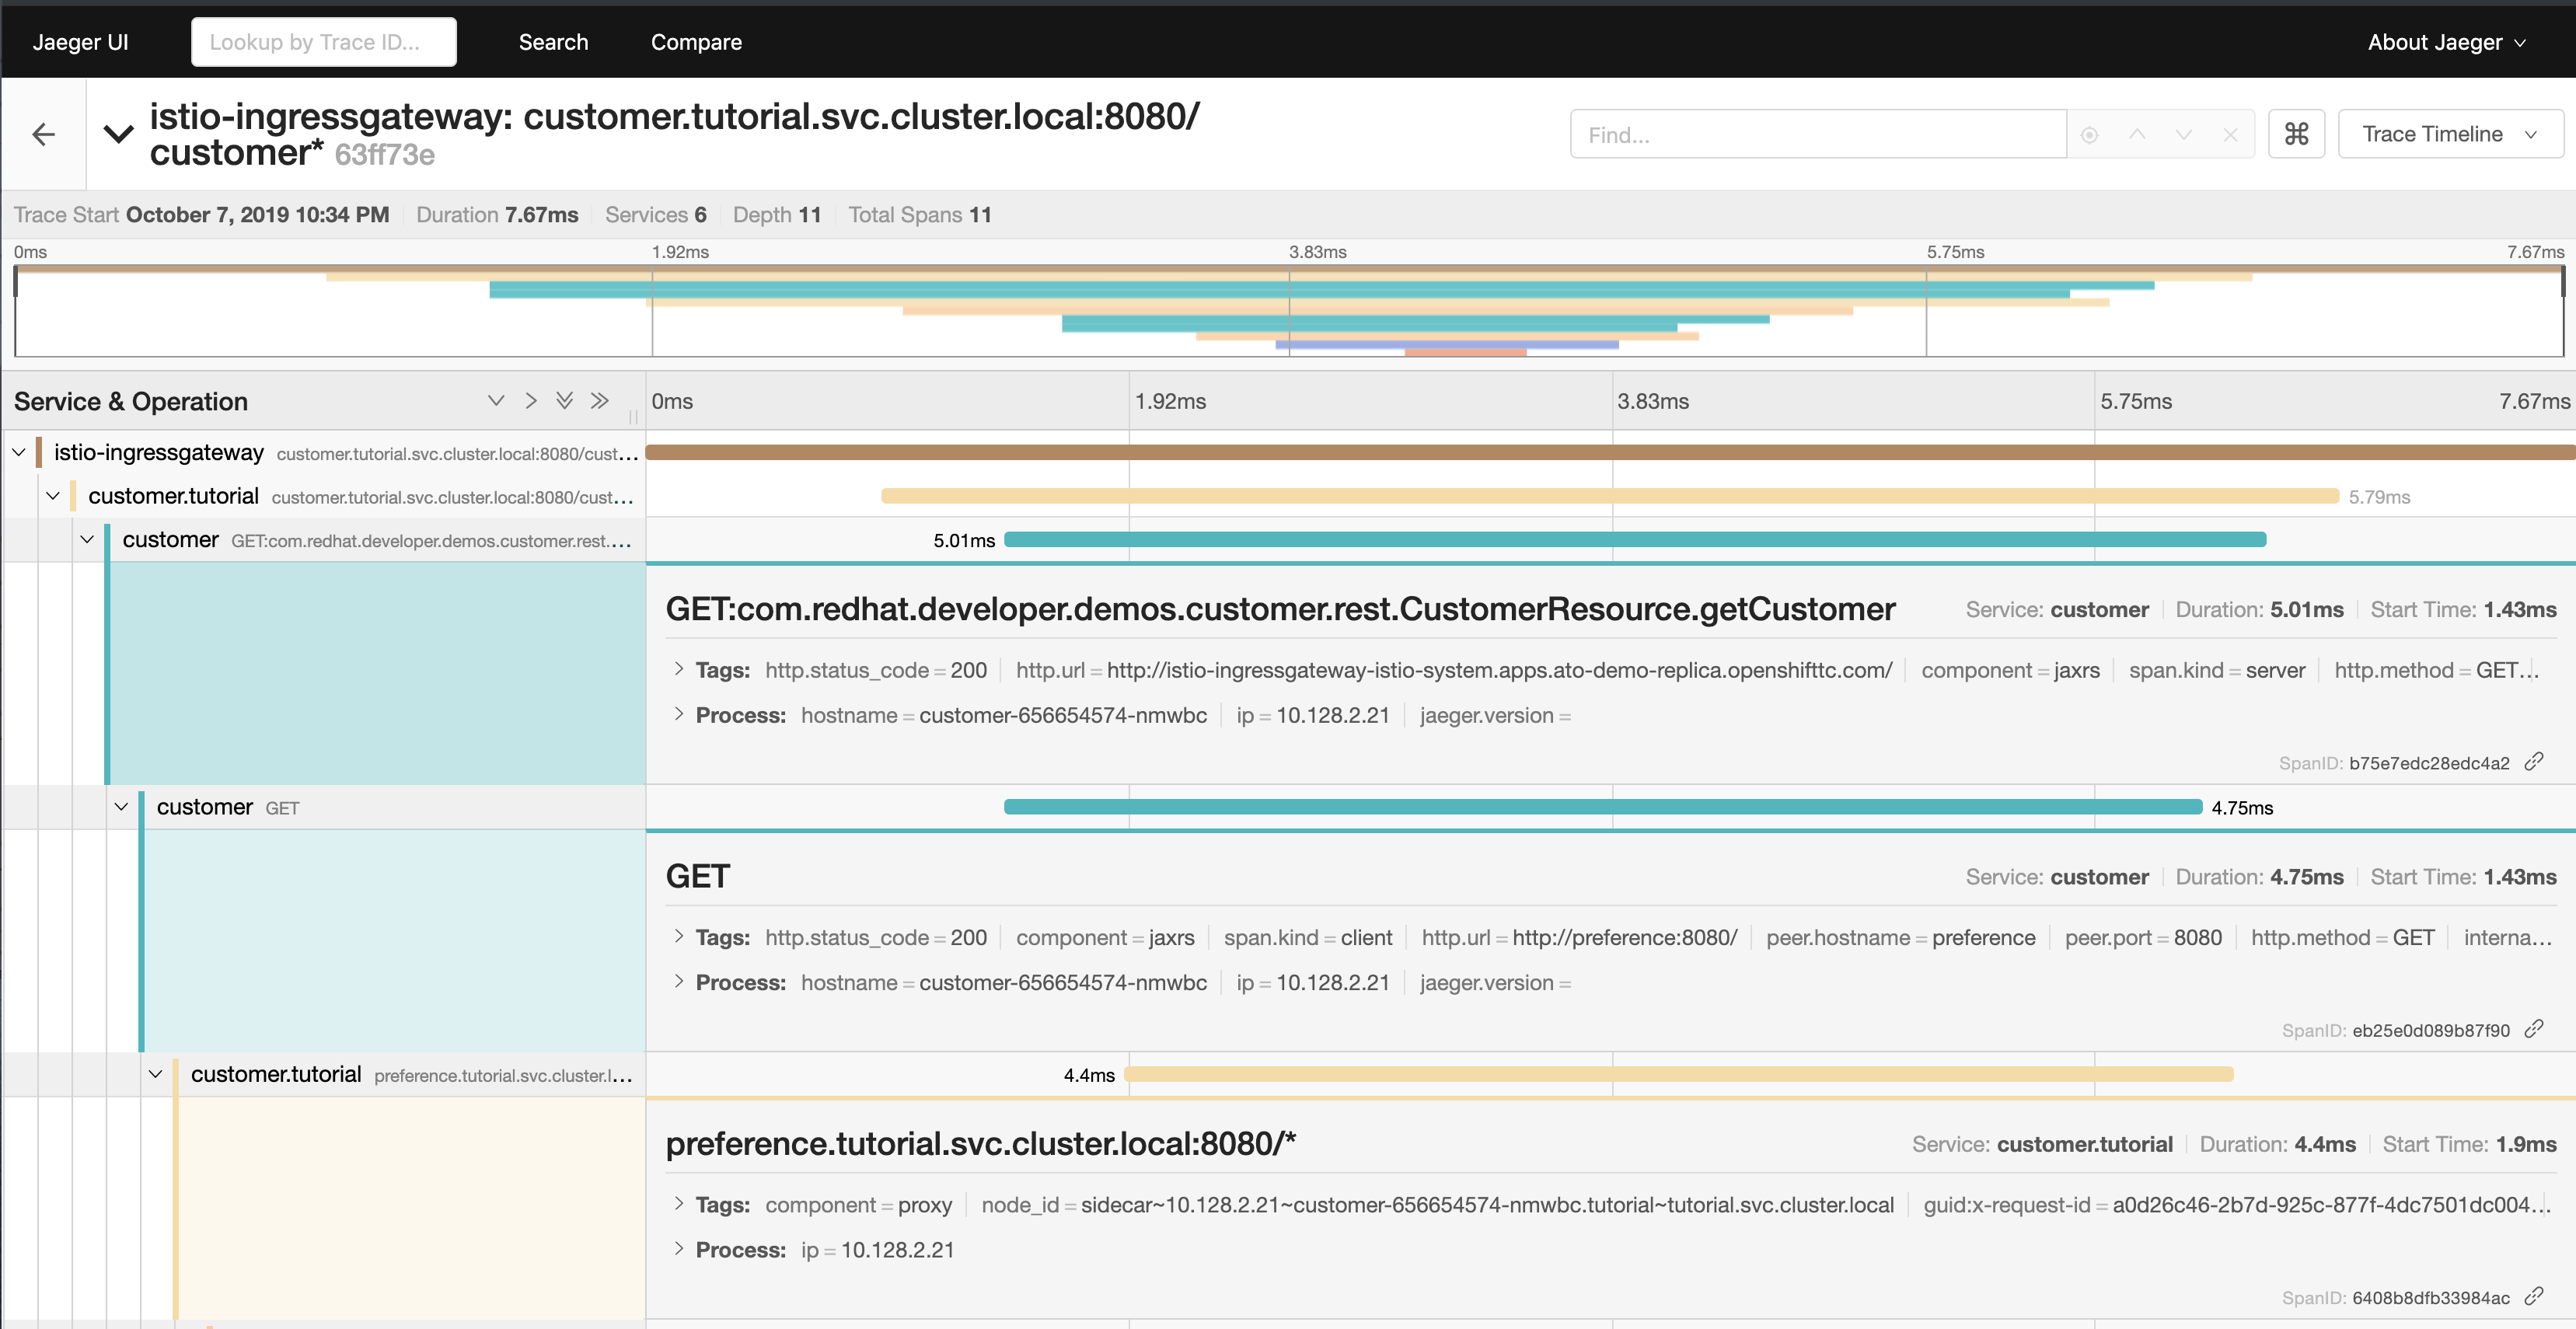 Jaeger UI Lookup by Trace ID... Search Compare About Jaeger
istio-ingressgateway: customer.tutorial.svc.cluster.local:8080/
customer* 63ff73e
Find... ⌘ Trace Timeline
Trace Start October 7, 2019 10:34 PM Duration 7.67ms Services 6 Depth 11 Total Spans 11
0ms 1.92ms 3.83ms 5.75ms 7.67ms
Service & Operation 0ms 1.92ms 3.83ms 5.75ms 7.67ms
istio-ingressgateway customer.tutorial.svc.cluster.local:8080/cust...
customer.tutorial customer.tutorial.svc.cluster.local:8080/cust... 5.79ms
customer GET:com.redhat.developer.demos.customer.rest.... 5.01ms
GET:com.redhat.developer.demos.customer.rest.CustomerResource.getCustomer Service: customer Duration: 5.01ms Start Time: 1.43ms
Tags: http.status_code = 200 http.url = http://istio-ingressgateway-istio-system.apps.ato-demo-replica.openshifttc.com/ component = jaxrs span.kind = server http.method = GET...
Process: hostname = customer-656654574-nmwbc ip = 10.128.2.21 jaeger.version =
SpanID: b75e7edc28edc4a2
customer GET 4.75ms
GET Service: customer Duration: 4.75ms Start Time: 1.43ms
Tags: http.status_code = 200 component = jaxrs span.kind = client http.url = http://preference:8080/ peer.hostname = preference peer.port = 8080 http.method = GET interna...
Process: hostname = customer-656654574-nmwbc ip = 10.128.2.21 jaeger.version =
SpanID: eb25e0d089b87f90
customer.tutorial preference.tutorial.svc.cluster.l... 4.4ms
preference.tutorial.svc.cluster.local:8080/* Service: customer.tutorial Duration: 4.4ms Start Time: 1.9ms
Tags: component = proxy node_id = sidecar~10.128.2.21~customer-656654574-nmwbc.tutorial~tutorial.svc.cluster.local guid:x-request-id = a0d26c46-2b7d-925c-877f-4dc7501dc004...
Process: ip = 10.128.2.21
SpanID: 6408b8dfb33984ac